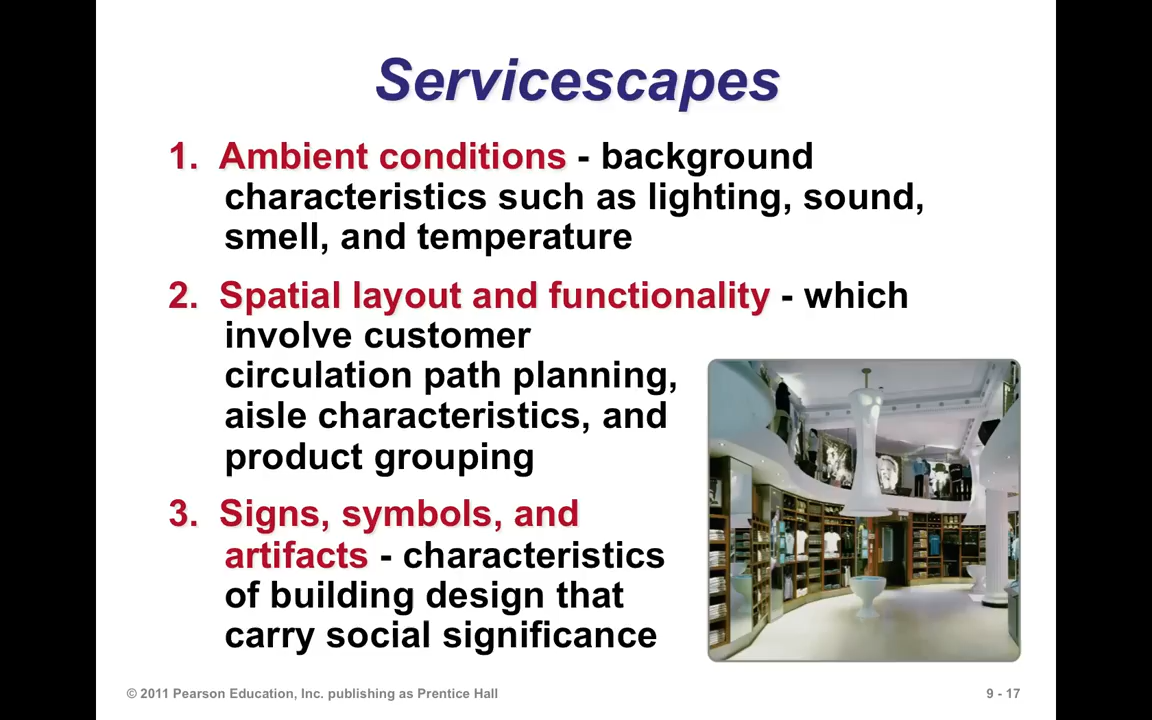 Servicescapes
1. Ambient conditions - background
characteristics such as lighting, sound,
smell, and temperature
2. Spatial layout and functionality - which
involve customer
circulation path planning,
aisle characteristics, and
product grouping
3. Signs, symbols, and
artifacts - characteristics
of building design that
carry social significance
© 2011 Pearson Education, Inc. publishing as Prentice Hall
9 - 17